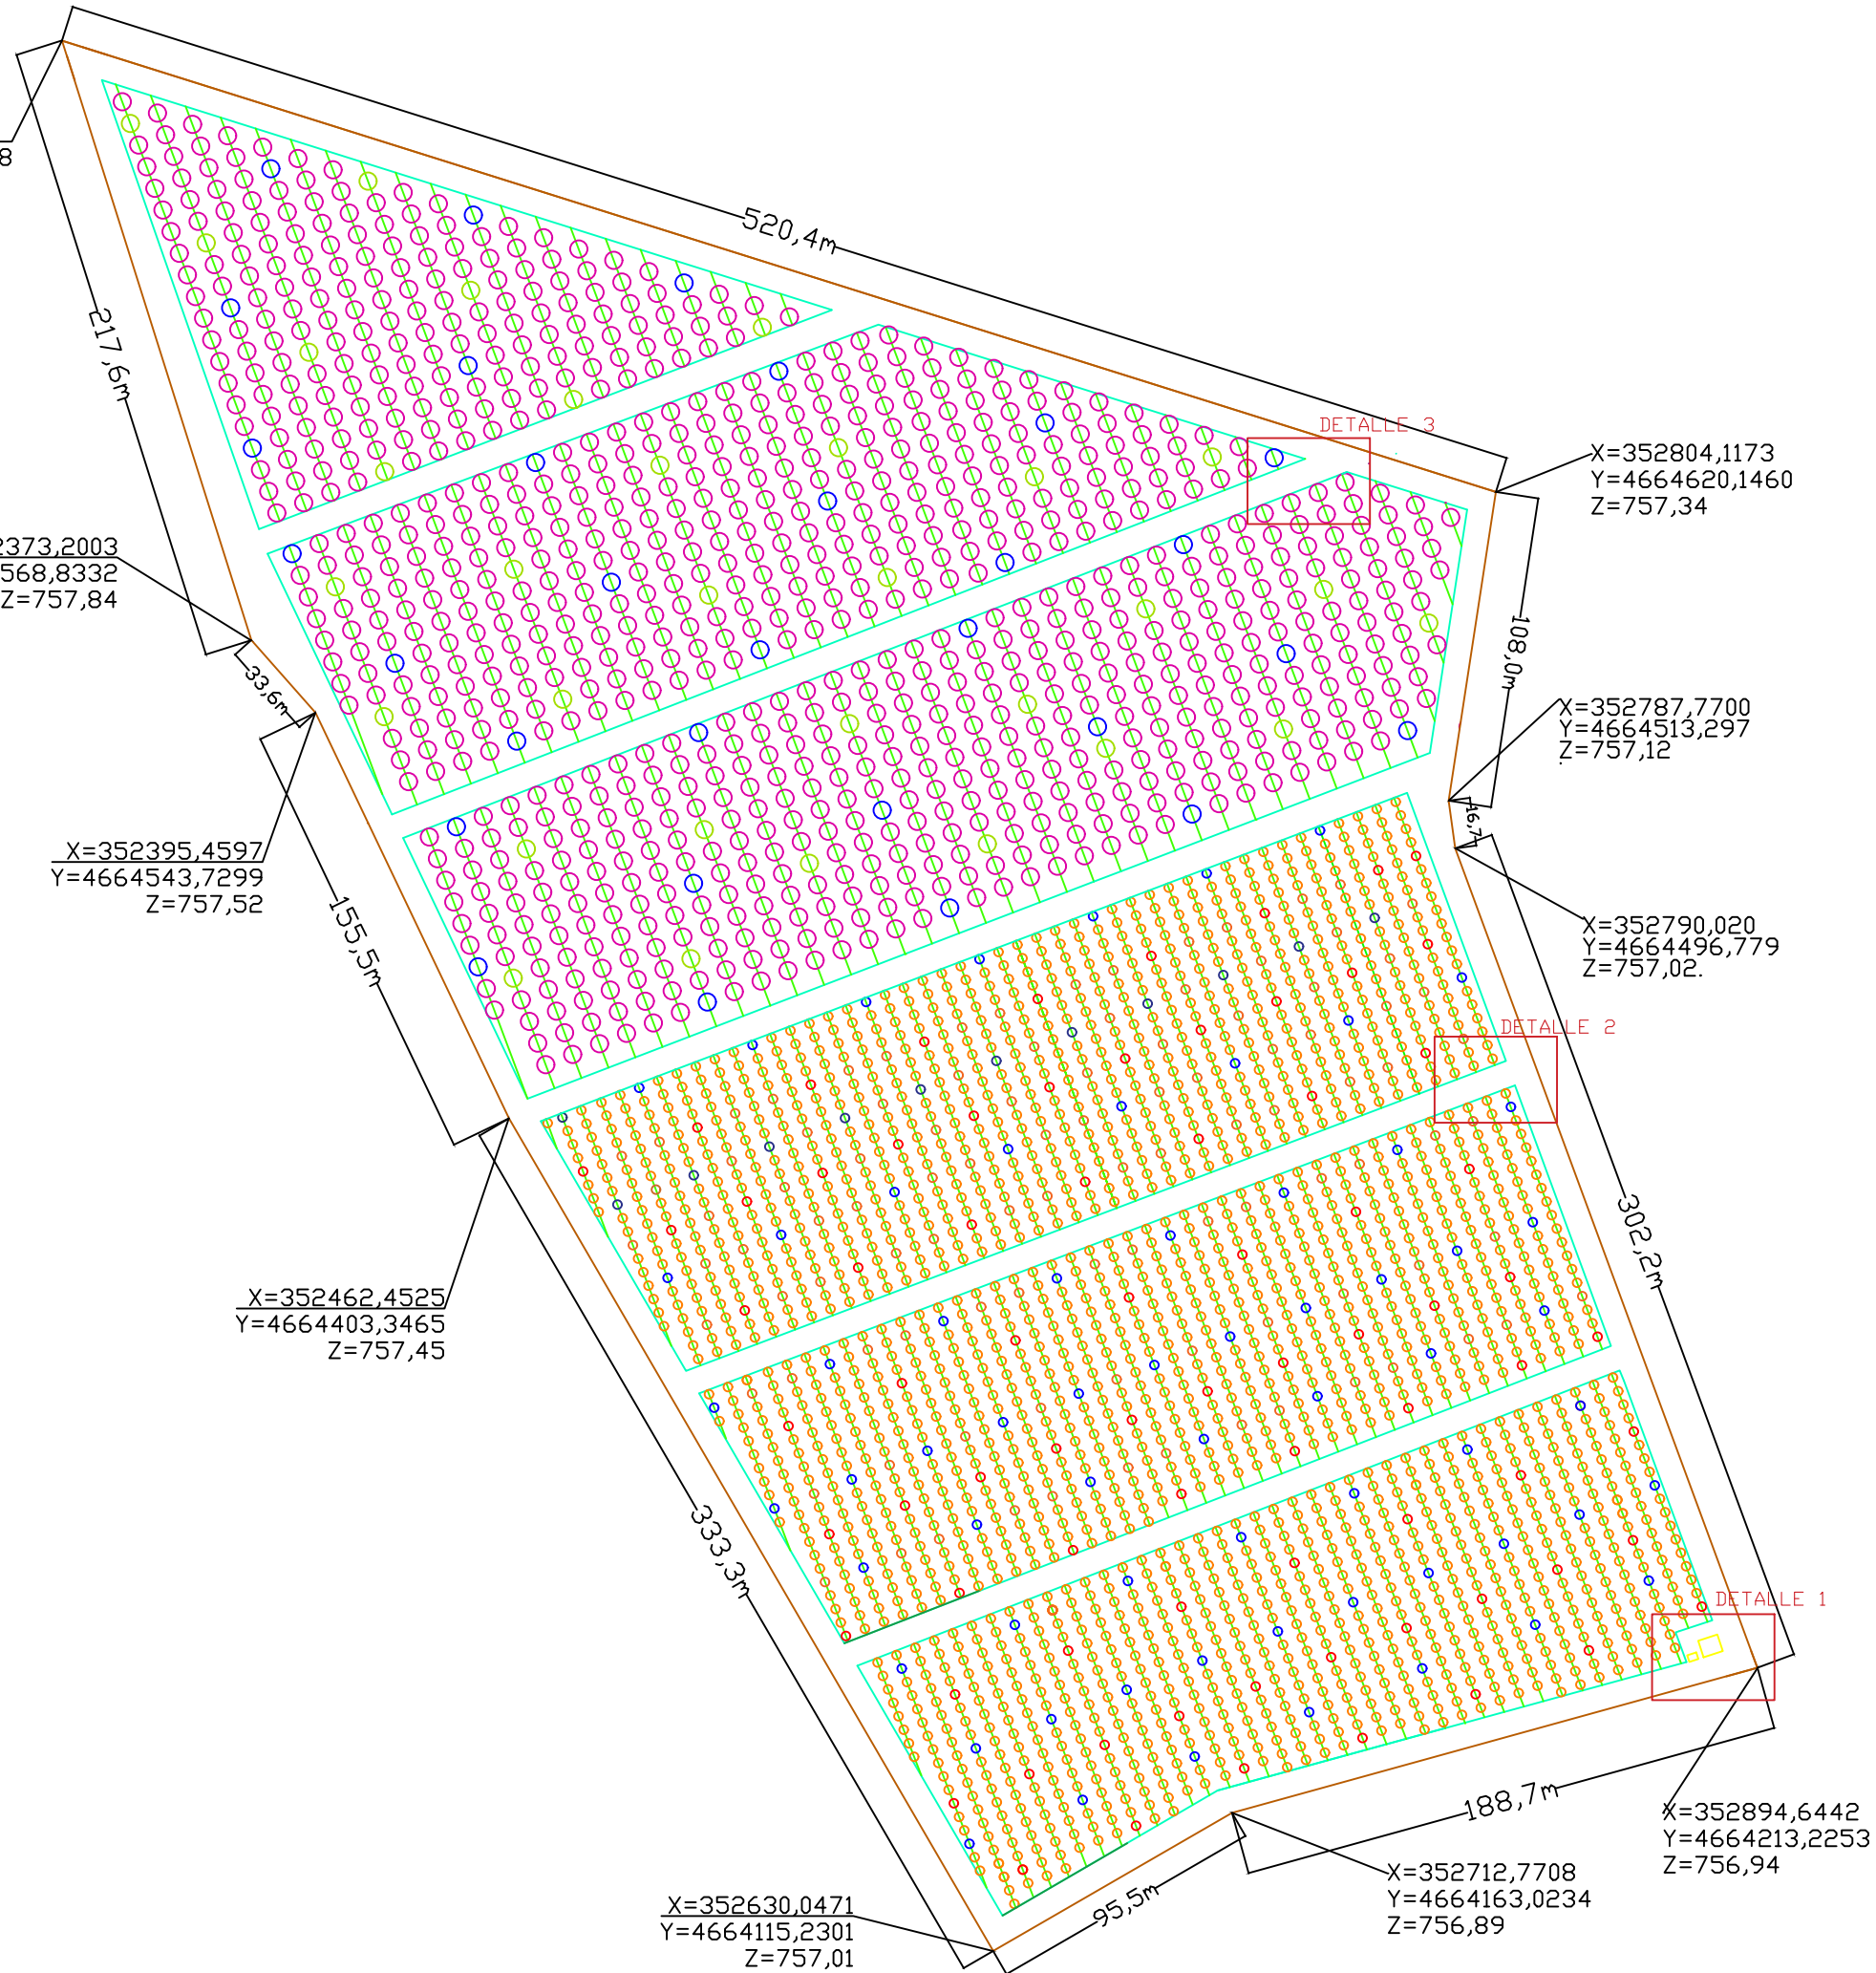 8
520,4m
217,6m
DETALLE 3
X=352804,1173
Y=4664620,1460
Z=757,34
2373,2003
568,8332
Z=757,84
33,6m
108,0m
X=352787,7700
Y=4664513,297
Z=757,12
16,7
X=352395,4597
Y=4664543,7299
Z=757,52
155,5m
X=352790,020
Y=4664496,779
Z=757,02.
DETALLE 2
302,2m
X=352462,4525
Y=4664403,3465
Z=757,45
333,3m
DETALLE 1
188,7m
X=352894,6442
Y=4664213,2253
Z=756,94
X=352712,7708
Y=4664163,0234
Z=756,89
95,5m
X=352630,0471
Y=4664115,2301
Z=757,01